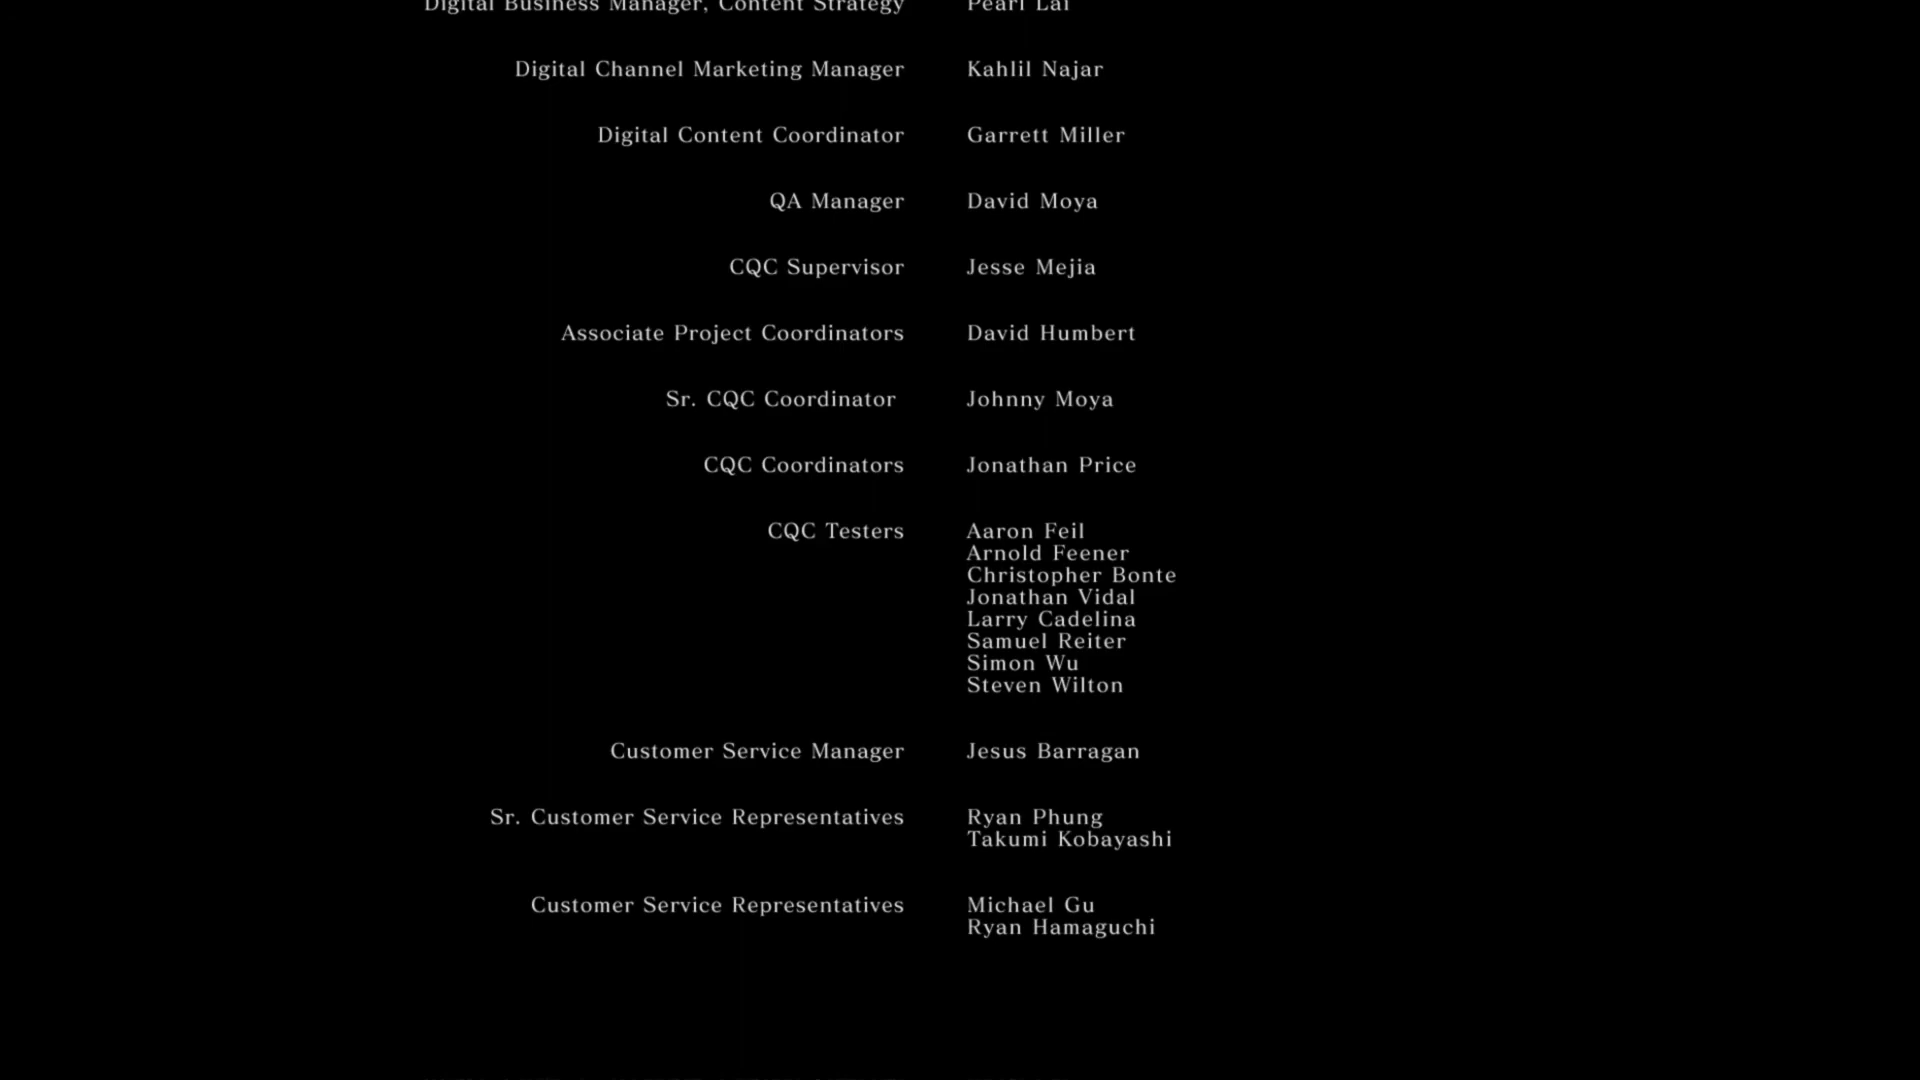 Digital Business Manager, Content Strategy Pearl Lai
Digital Channel Marketing Manager Kahlil Najar
Digital Content Coordinator Garrett Miller
QA Manager David Moya
CQC Supervisor Jesse Mejia
Associate Project Coordinators David Humbert
Sr. CQC Coordinator Johnny Moya
CQC Coordinators Jonathan Price
CQC Testers Aaron Feil
Arnold Feener
Christopher Bonte
Jonathan Vidal
Larry Cadelina
Samuel Reiter
Simon Wu
Steven Wilton
Customer Service Manager Jesus Barragan
Sr. Customer Service Representatives Ryan Phung
Takumi Kobayashi
Customer Service Representatives Michael Gu
Ryan Hamaguchi